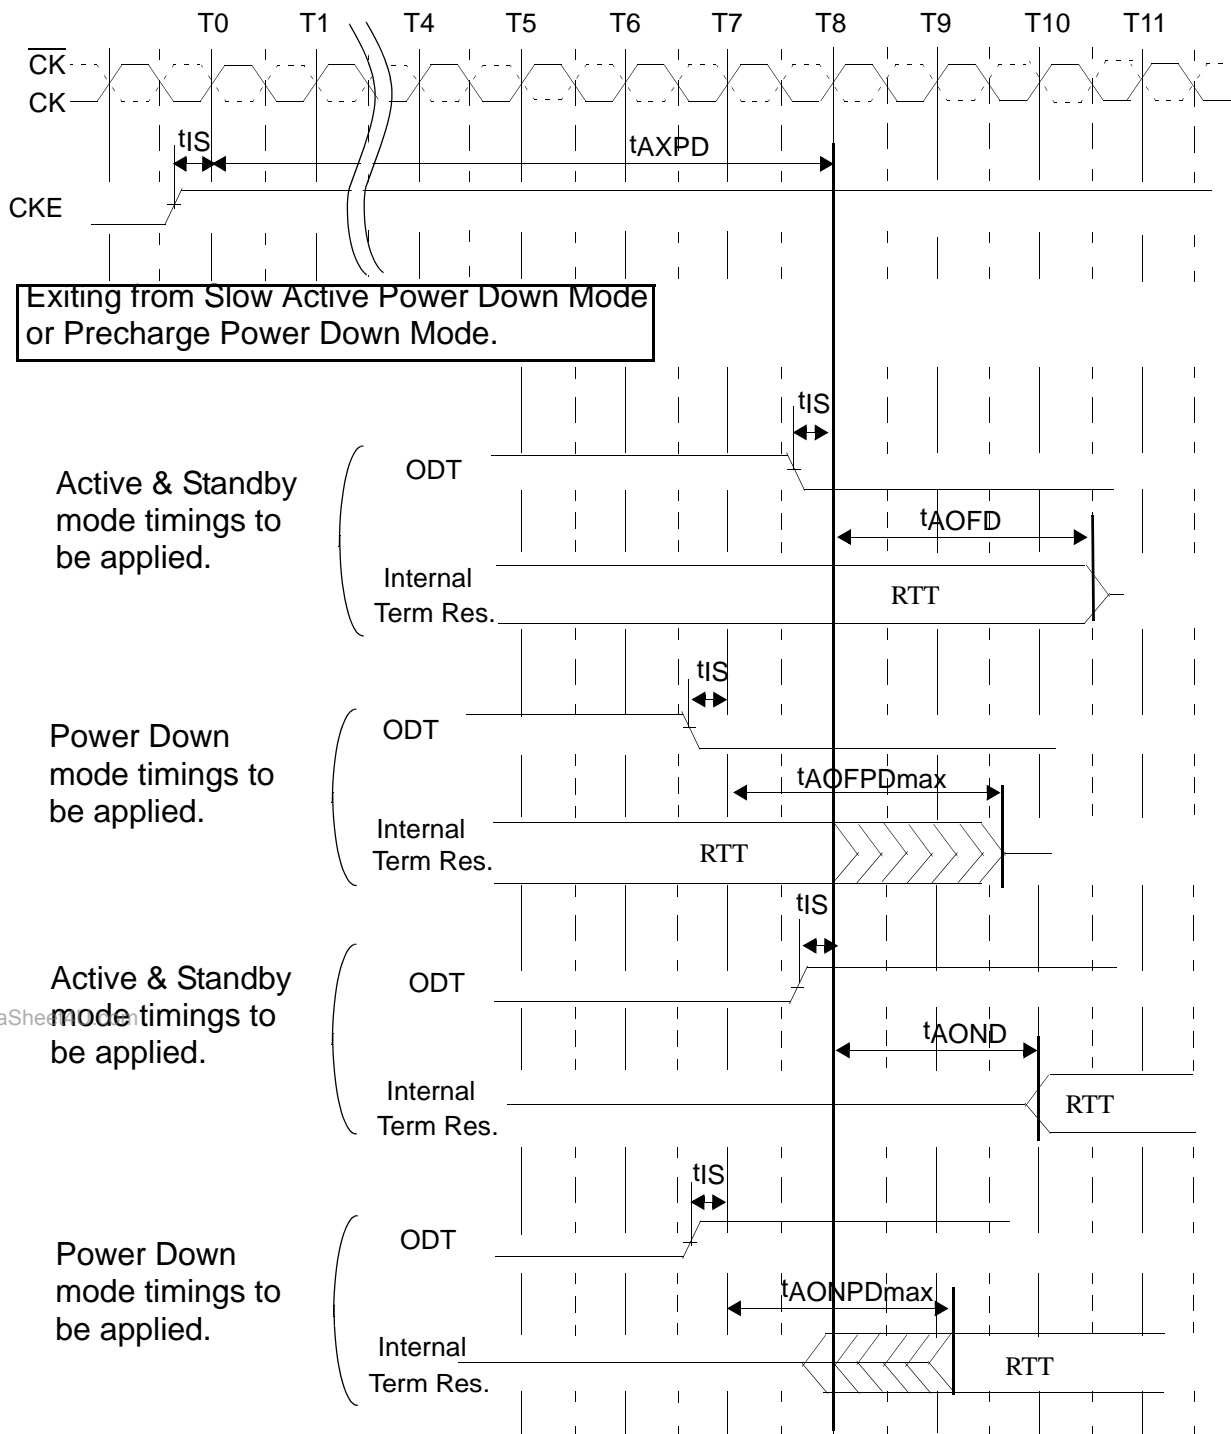 T0 T1 T4 T5 T6 T7 T8 T9 T10 T11
CK
CK
tIS tAXPD
CKE
Exiting from Slow Active Power Down Mode
or Precharge Power Down Mode.
tIS
ODT
Active & Standby
mode timings to
be applied.
tAOFD
Internal
Term Res.
RTT
tIS
ODT
Power Down
mode timings to
be applied.
tAOFPDmax
Internal
Term Res.
RTT
tIS
ODT
Active & Standby
mode timings to
be applied.
tAOND
Internal
Term Res.
RTT
tIS
ODT
Power Down
mode timings to
be applied.
tAONPDmax
Internal
Term Res.
RTT